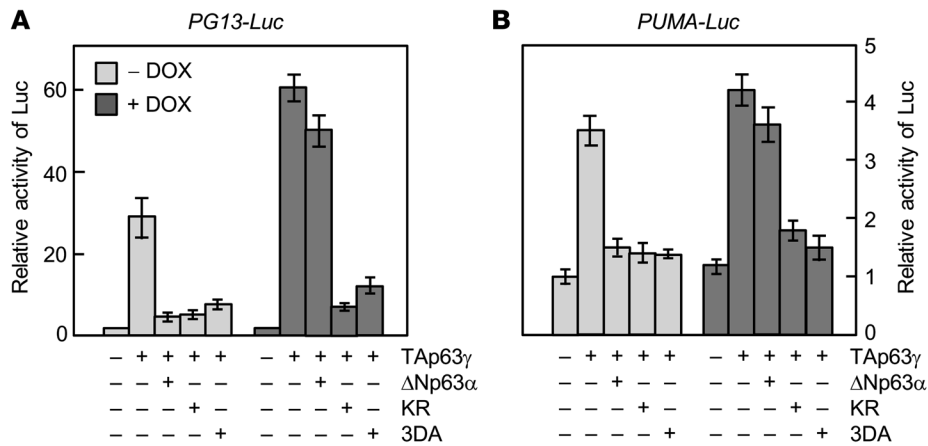 A PG13-Luc
B PUMA-Luc
Relative activity of Luc
60
40
20
0
– DOX
+ DOX
Relative activity of Luc
5
4
3
2
1
0
– + + + + – + + + + TAp63γ
– – + – – – – + – – ΔNp63α
– – – + – – – – + – KR
– – – – + – – – – + 3DA
– + + + + – + + + + TAp63γ
– – + – – – – + – – ΔNp63α
– – – + – – – – + – KR
– – – – + – – – – + 3DA